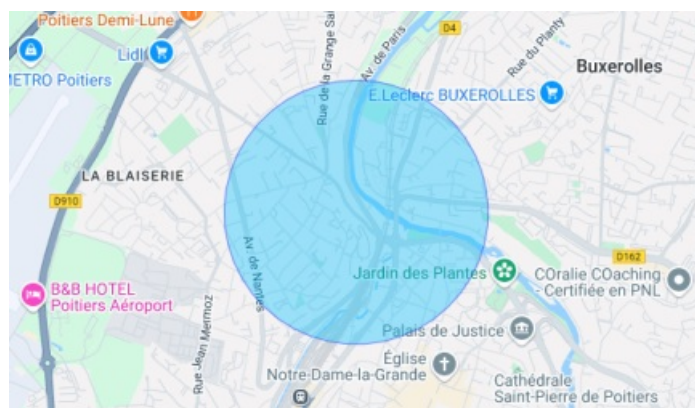 Poitiers Demi-Lune
D4
Av. de Paris
Rue de la Grange Sai
Rue du Planty
Lidl
METRO Poitiers
Buxerolles
E.Leclerc BUXEROLLES
LA BLAISERIE
D910
Av. de Nantes
D162
Jardin des Plantes
COralie COaching
- Certifiée en PNL
B&B HOTEL
Poitiers Aéroport
Rue Jean Mermoz
Palais de Justice
Église
Notre-Dame-la-Grande
Cathédrale
Saint-Pierre de Poitiers